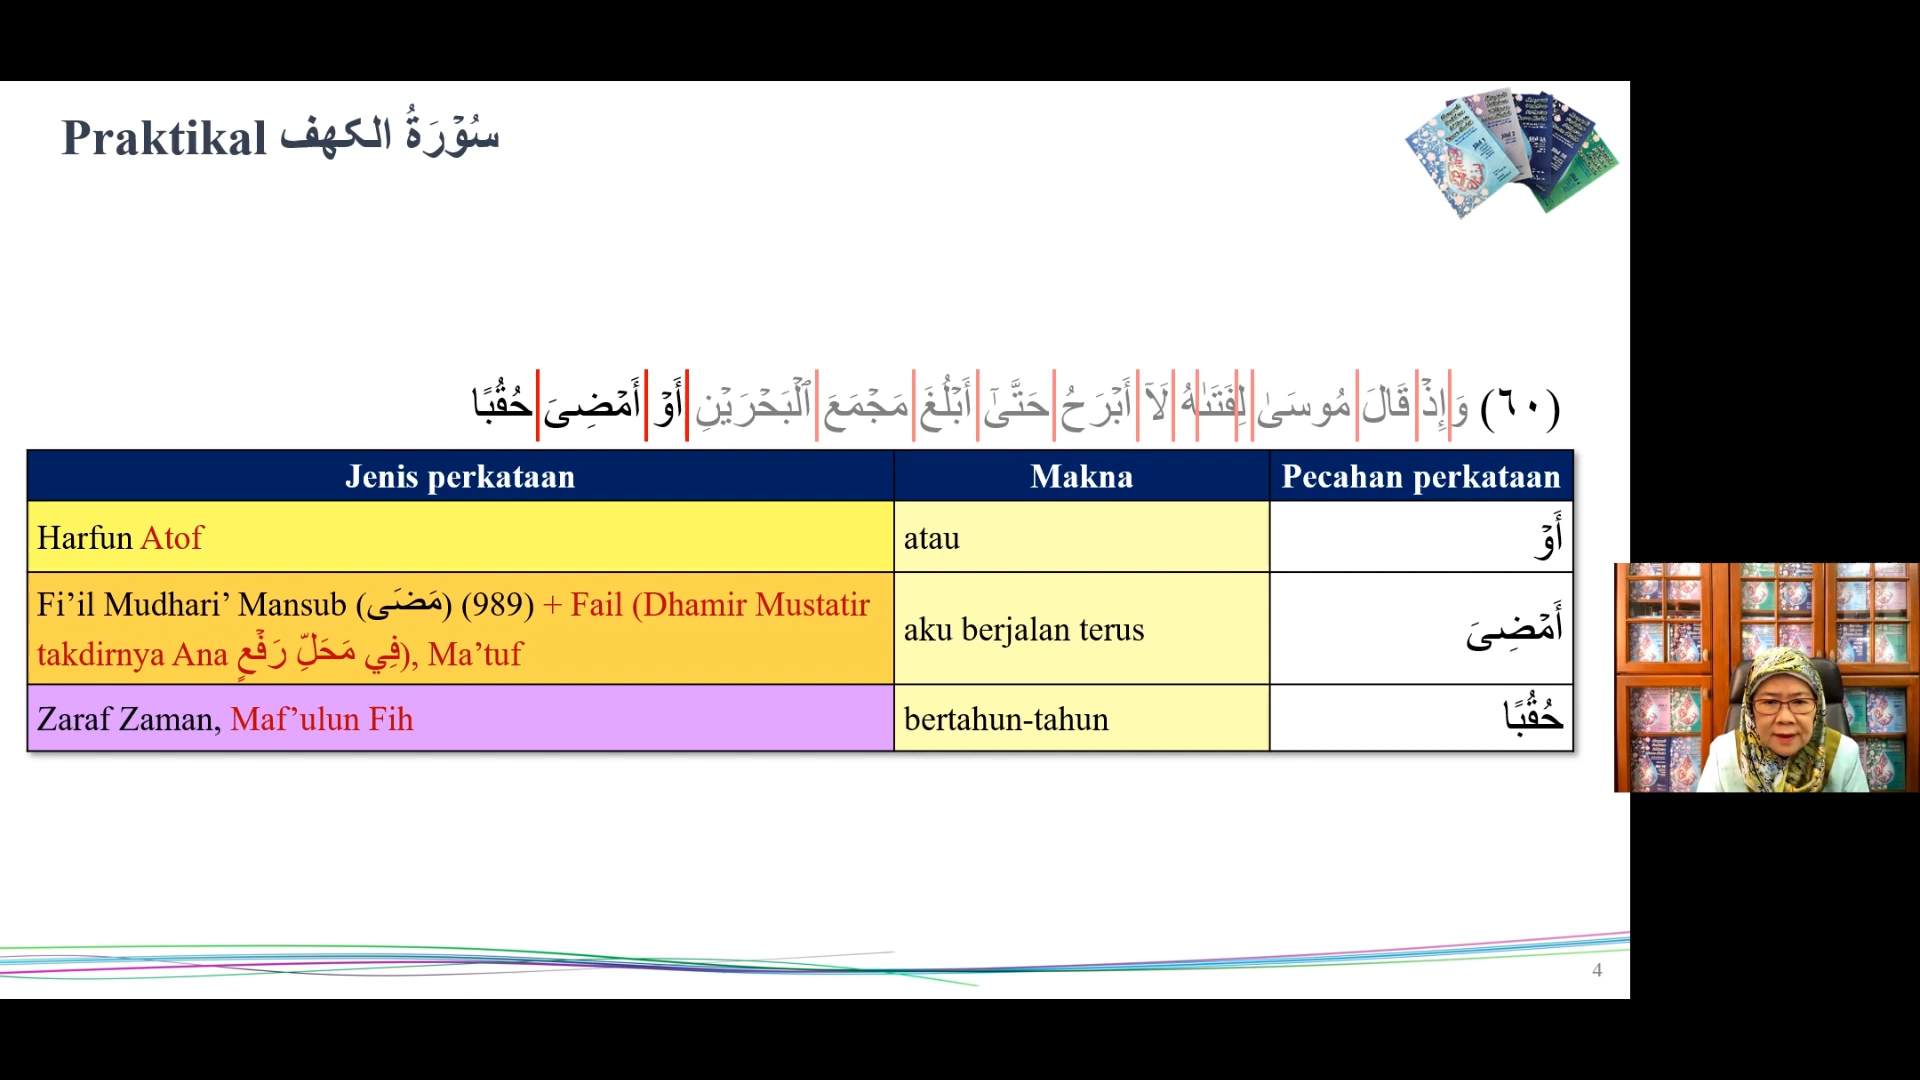 Praktikal سُوْرَةُ الكهف
(٦٠) وَإِذْ قَالَ مُوسَىٰ لِفَتَىٰهُ لَآ أَبْرَحُ حَتَّىٰٓ أَبْلُغَ مَجْمَعَ ٱلْبَحْرَيْنِ أَوْ أَمْضِىَ حُقُبًا
Jenis perkataan Makna Pecahan perkataan
Harfun Atof atau أَوْ
Fi’il Mudhari’ Mansub (مَضَى) (989) + Fail (Dhamir Mustatir
takdirnya Ana فِي مَحَلِّ رَفْعٍ), Ma’tuf
aku berjalan terus أَمْضِىَ
Zaraf Zaman, Maf’ulun Fih bertahun-tahun حُقُبًا
4